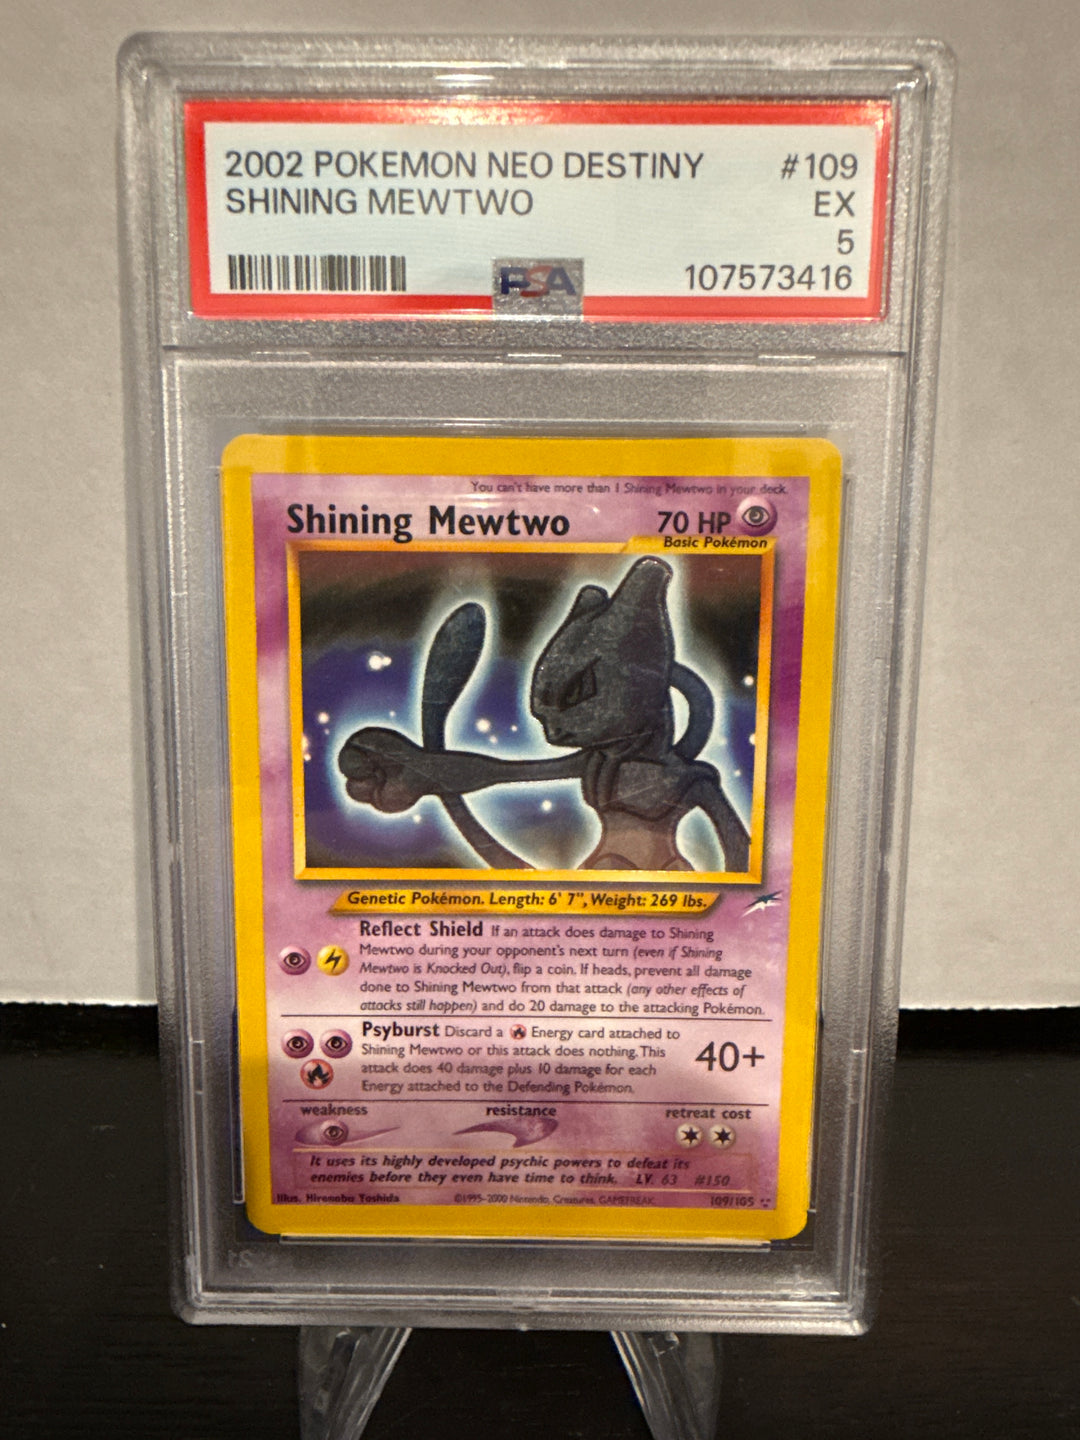 2002 POKEMON NEO DESTINY #109
SHINING MEWTWO EX
5
PSA 107573416
You can't have more than 1 Shining Mewtwo in your deck.
Shining Mewtwo 70 HP
Basic Pokémon
Genetic Pokémon. Length: 6' 7", Weight: 269 lbs.
Reflect Shield If an attack does damage to Shining
Mewtwo during your opponent's next turn (even if Shining
Mewtwo is Knocked Out), flip a coin. If heads, prevent all damage
done to Shining Mewtwo from that attack (any other effects of
attacks still happen) and do 20 damage to the attacking Pokémon.
Psyburst Discard a Energy card attached to
Shining Mewtwo or this attack does nothing. This
attack does 40 damage plus 10 damage for each
Energy attached to the Defending Pokémon.
40+
weakness resistance retreat cost
It uses its highly developed psychic powers to defeat its
enemies before they even have time to think. LV. 63 #150
Illus. Hironobu Yoshida ©1995-2000 Nintendo, Creatures, GAMEFREAK. 109/105